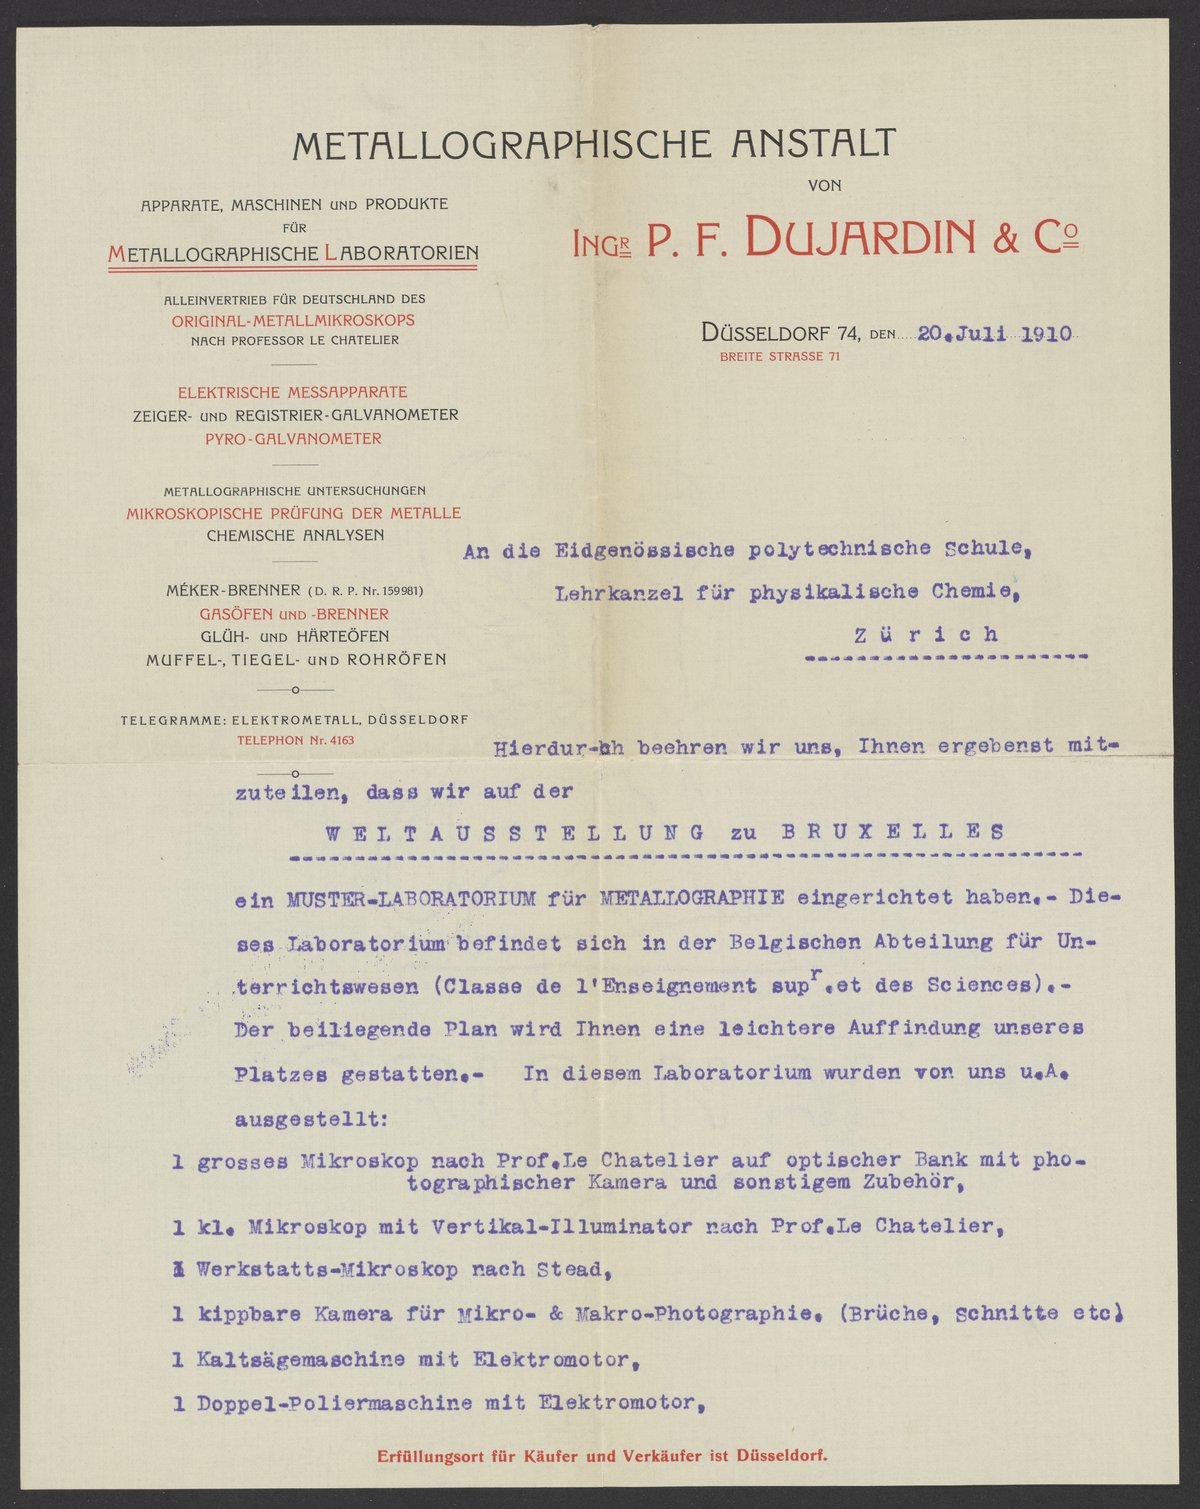 METALLOGRAPHISCHE ANSTALT
VON
INGR P. F. DUJARDIN & CO
APPARATE, MASCHINEN UND PRODUKTE
FÜR
METALLOGRAPHISCHE LABORATORIEN
ALLEINVERTRIEB FÜR DEUTSCHLAND DES
ORIGINAL-METALLMIKROSKOPS
NACH PROFESSOR LE CHATELIER
ELEKTRISCHE MESSAPPARATE
ZEIGER- UND REGISTRIER-GALVANOMETER
PYRO-GALVANOMETER
METALLOGRAPHISCHE UNTERSUCHUNGEN
MIKROSKOPISCHE PRÜFUNG DER METALLE
CHEMISCHE ANALYSEN
MÉKER-BRENNER (D. R. P. Nr. 159981)
GASÖFEN UND -BRENNER
GLÜH- UND HÄRTEÖFEN
MUFFEL-, TIEGEL- UND ROHRÖFEN
TELEGRAMME: ELEKTROMETALL, DÜSSELDORF
TELEPHON Nr. 4163
DÜSSELDORF 74, DEN 20.Juli 1910
BREITE STRASSE 71
An die Eidgenössische polytechnische Schule,
Lehrkanzel für physikalische Chemie,
Z ü r i c h
Hierdur-ch beehren wir uns, Ihnen ergebenst mit-
zuteilen, dass wir auf der
W E L T A U S S T E L L U N G zu B R U X E L L E S
ein MUSTER-LABORATORIUM für METALLOGRAPHIE eingerichtet haben.- Die-
ses Laboratorium befindet sich in der Belgischen Abteilung für Un-
terrichtswesen (Classe de l'Enseignement supr.et des Sciences).-
Der beiliegende Plan wird Ihnen eine leichtere Auffindung unseres
Platzes gestatten.- In diesem Laboratorium wurden von uns u.A.
ausgestellt:
1 grosses Mikroskop nach Prof.Le Chatelier auf optischer Bank mit pho-
tographischer Kamera und sonstigem Zubehör,
1 kl. Mikroskop mit Vertikal-Illuminator nach Prof.Le Chatelier,
1 Werkstatts-Mikroskop nach Stead,
1 kippbare Kamera für Mikro- & Makro-Photographie. (Brüche, Schnitte etc)
1 Kaltsägemaschine mit Elektromotor,
1 Doppel-Poliermaschine mit Elektromotor,
Erfüllungsort für Käufer und Verkäufer ist Düsseldorf.